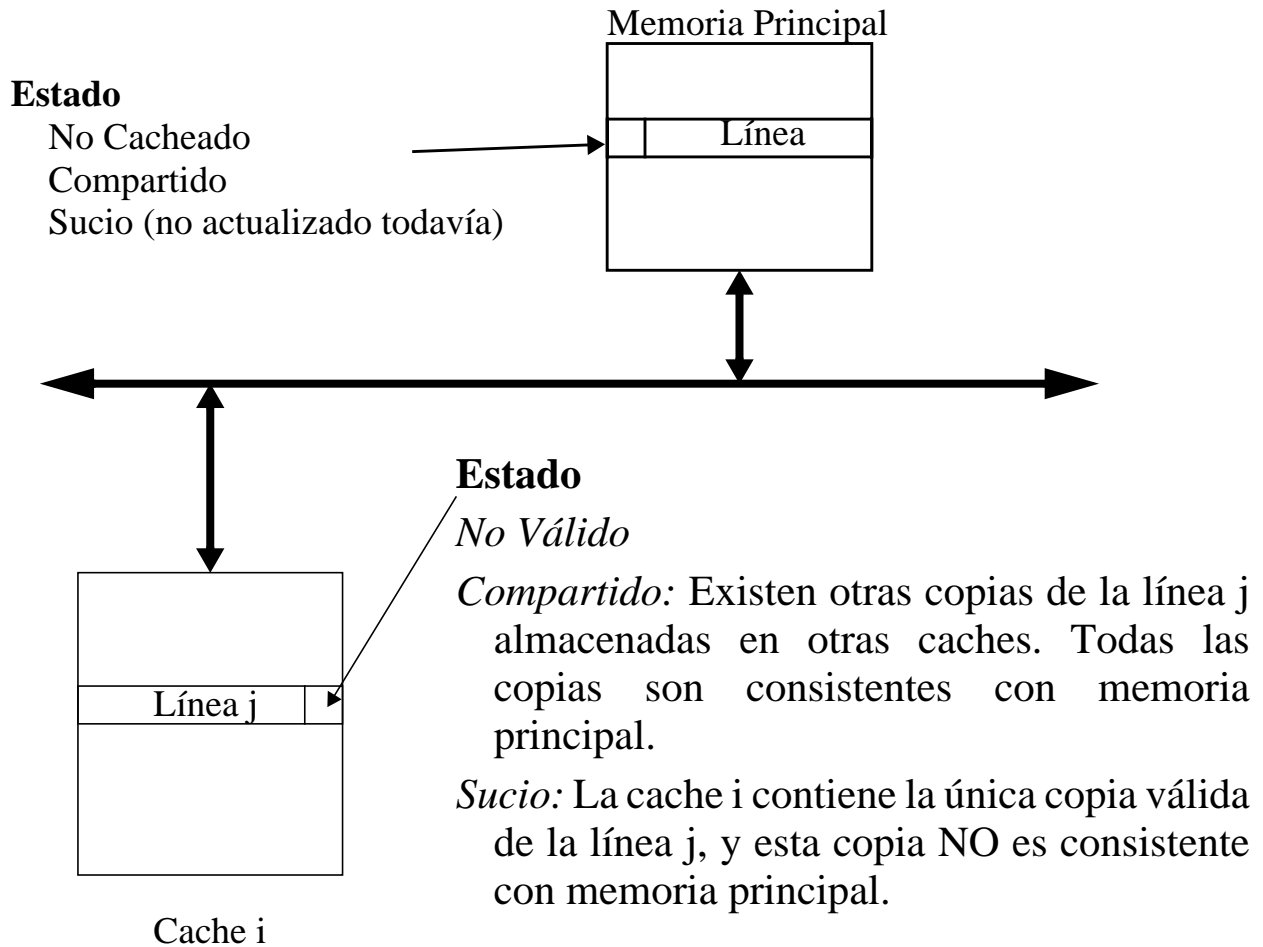 Memoria Principal
Estado
No Cacheado
Compartido
Sucio (no actualizado todavía)
Línea
Estado
No Válido
Compartido: Existen otras copias de la línea j
almacenadas en otras caches. Todas las
copias son consistentes con memoria
principal.
Sucio: La cache i contiene la única copia válida
de la línea j, y esta copia NO es consistente
con memoria principal.
Línea j
Cache i